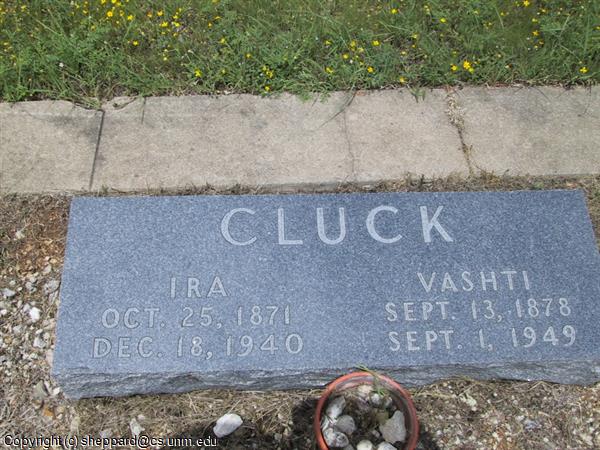 CLUCK
IRA
OCT. 25, 1871
DEC. 18, 1940
VASHTI
SEPT. 13, 1878
SEPT. 1, 1949
Copyright (c) sheppard@cs.unm.edu